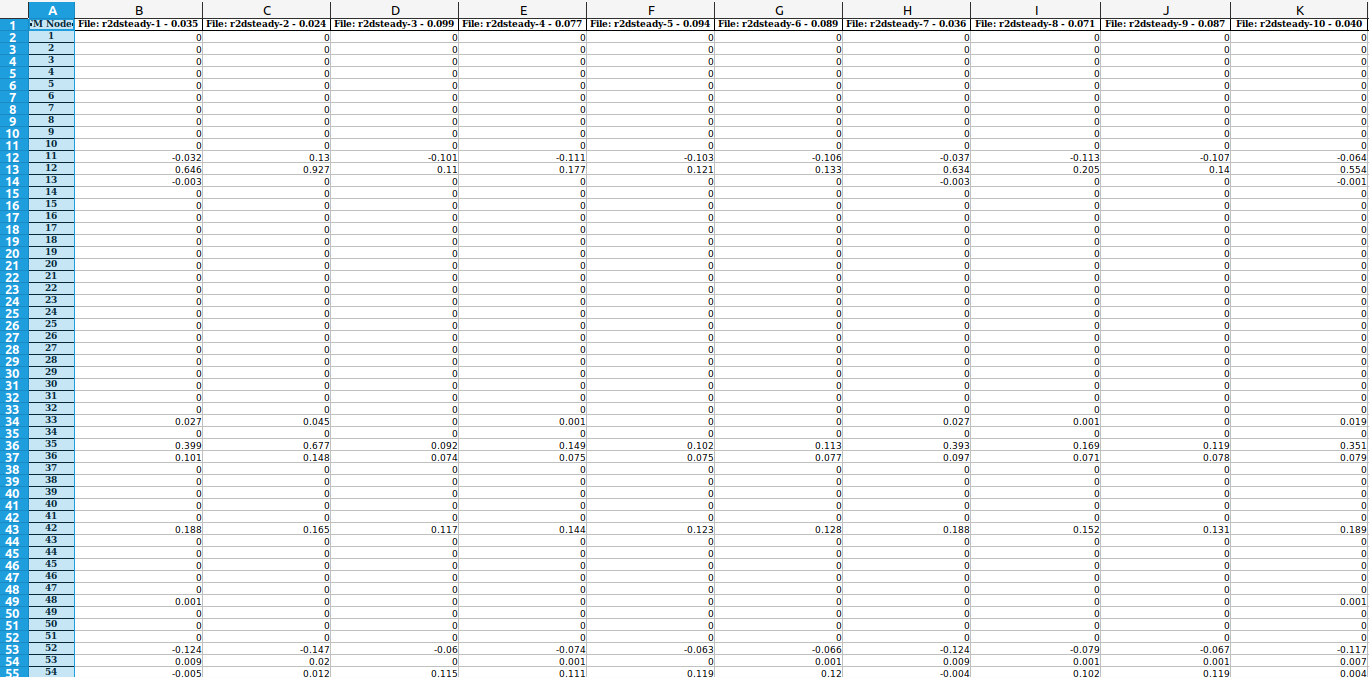 A B C D E F G H I J K
1 M Node File: r2dsteady-1 - 0.035 File: r2dsteady-2 - 0.024 File: r2dsteady-3 - 0.099 File: r2dsteady-4 - 0.077 File: r2dsteady-5 - 0.094 File: r2dsteady-6 - 0.089 File: r2dsteady-7 - 0.036 File: r2dsteady-8 - 0.071 File: r2dsteady-9 - 0.087 File: r2dsteady-10 - 0.040
2 1 0 0 0 0 0 0 0 0 0 0
3 2 0 0 0 0 0 0 0 0 0 0
4 3 0 0 0 0 0 0 0 0 0 0
5 4 0 0 0 0 0 0 0 0 0 0
6 5 0 0 0 0 0 0 0 0 0 0
7 6 0 0 0 0 0 0 0 0 0 0
8 7 0 0 0 0 0 0 0 0 0 0
9 8 0 0 0 0 0 0 0 0 0 0
10 9 0 0 0 0 0 0 0 0 0 0
11 10 0 0 0 0 0 0 0 0 0 0
12 11 -0.032 0.13 -0.101 -0.111 -0.103 -0.106 -0.037 -0.113 -0.107 -0.064
13 12 0.646 0.927 0.11 0.177 0.121 0.133 0.634 0.205 0.14 0.554
14 13 -0.003 0 0 0 0 0 -0.003 0 0 -0.001
15 14 0 0 0 0 0 0 0 0 0 0
16 15 0 0 0 0 0 0 0 0 0 0
17 16 0 0 0 0 0 0 0 0 0 0
18 17 0 0 0 0 0 0 0 0 0 0
19 18 0 0 0 0 0 0 0 0 0 0
20 19 0 0 0 0 0 0 0 0 0 0
21 20 0 0 0 0 0 0 0 0 0 0
22 21 0 0 0 0 0 0 0 0 0 0
23 22 0 0 0 0 0 0 0 0 0 0
24 23 0 0 0 0 0 0 0 0 0 0
25 24 0 0 0 0 0 0 0 0 0 0
26 25 0 0 0 0 0 0 0 0 0 0
27 26 0 0 0 0 0 0 0 0 0 0
28 27 0 0 0 0 0 0 0 0 0 0
29 28 0 0 0 0 0 0 0 0 0 0
30 29 0 0 0 0 0 0 0 0 0 0
31 30 0 0 0 0 0 0 0 0 0 0
32 31 0 0 0 0 0 0 0 0 0 0
33 32 0 0 0 0 0 0 0 0 0 0
34 33 0.027 0.045 0 0.001 0 0 0.027 0.001 0 0.019
35 34 0 0 0 0 0 0 0 0 0 0
36 35 0.399 0.677 0.092 0.149 0.102 0.113 0.393 0.169 0.119 0.351
37 36 0.101 0.148 0.074 0.075 0.075 0.077 0.097 0.071 0.078 0.079
38 37 0 0 0 0 0 0 0 0 0 0
39 38 0 0 0 0 0 0 0 0 0 0
40 39 0 0 0 0 0 0 0 0 0 0
41 40 0 0 0 0 0 0 0 0 0 0
42 41 0 0 0 0 0 0 0 0 0 0
43 42 0.188 0.165 0.117 0.144 0.123 0.128 0.188 0.152 0.131 0.189
44 43 0 0 0 0 0 0 0 0 0 0
45 44 0 0 0 0 0 0 0 0 0 0
46 45 0 0 0 0 0 0 0 0 0 0
47 46 0 0 0 0 0 0 0 0 0 0
48 47 0 0 0 0 0 0 0 0 0 0
49 48 0.001 0 0 0 0 0 0 0 0 0.001
50 49 0 0 0 0 0 0 0 0 0 0
51 50 0 0 0 0 0 0 0 0 0 0
52 51 0 0 0 0 0 0 0 0 0 0
53 52 -0.124 -0.147 -0.06 -0.074 -0.063 -0.066 -0.124 -0.079 -0.067 -0.117
54 53 0.009 0.02 0 0.001 0 0.001 0.009 0.001 0.001 0.007
55 54 -0.005 0.012 0.115 0.111 0.119 0.12 -0.004 0.102 0.119 0.004